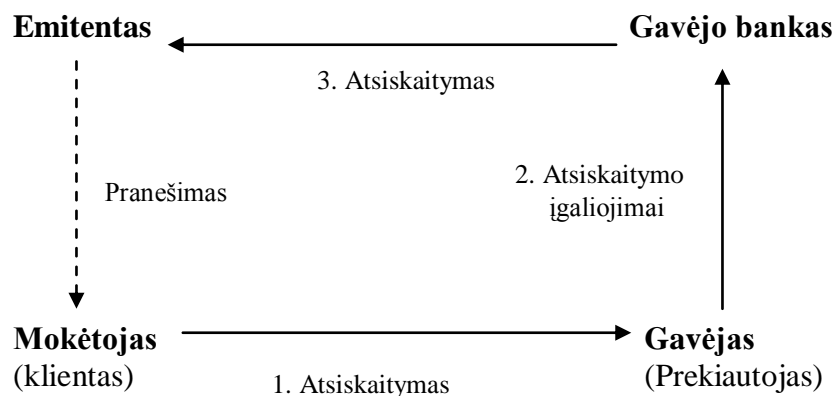 Emitentas
Gavėjo bankas
3. Atsiskaitymas
Pranešimas
2. Atsiskaitymo
įgaliojimai
Mokėtojas
(klientas)
1. Atsiskaitymas
Gavėjas
(Prekiautojas)